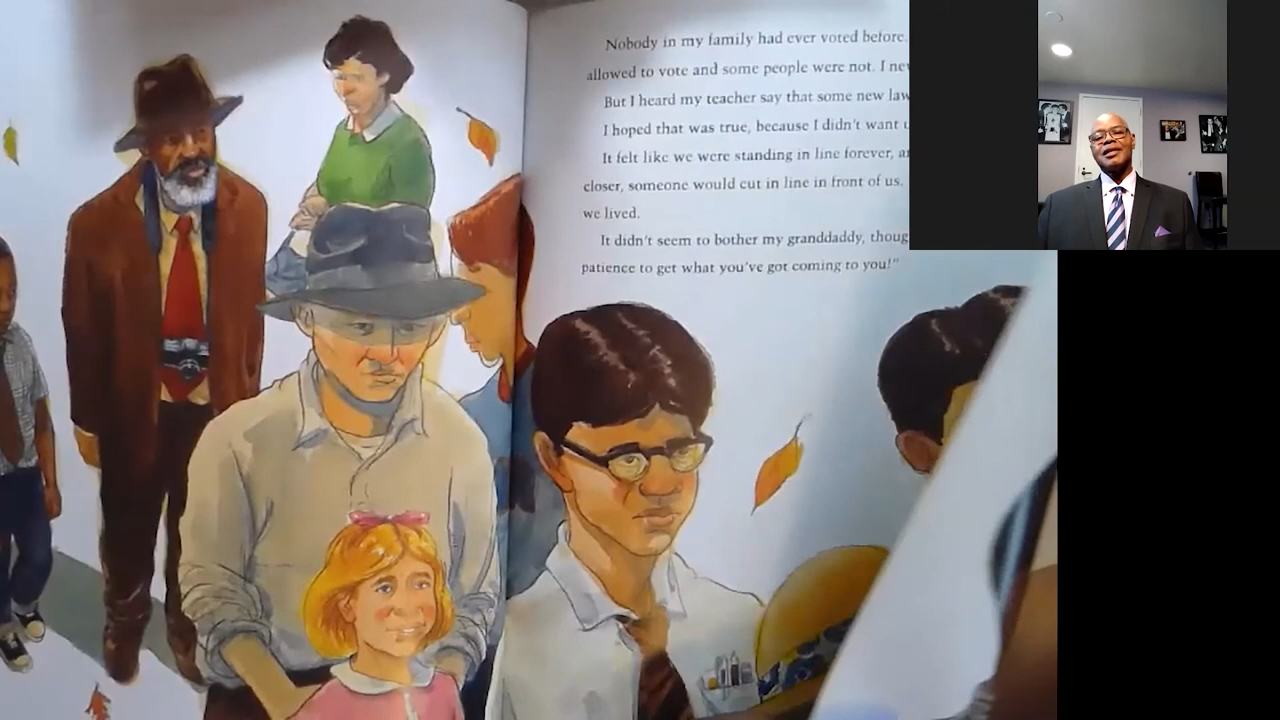 Nobody in my family had ever voted before.
allowed to vote and some people were not. I
But I heard my teacher say that some new
I hoped that was true, because I didn't want
It felt like we were standing in line forever,
closer, someone would cut in line in front of us.
we lived.
It didn't seem to bother my granddaddy,
patience to get what you've got coming to you!"